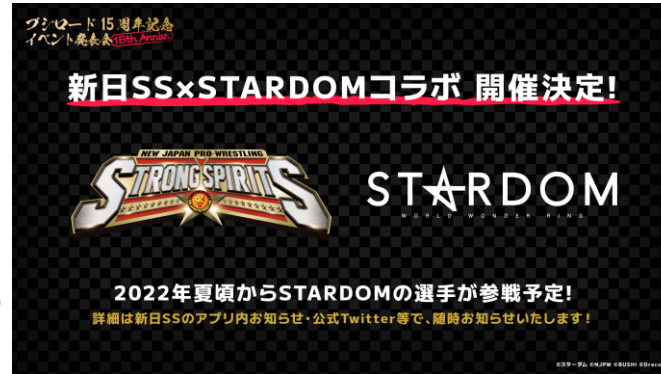 ブシロード 15周年記念
イベント発表会 15th Anniv.
新日SS×STARDOMコラボ 開催決定!
NEW JAPAN PRO-WRESTLING
STRONG SPIRITS
STARDOM
WORLD WONDER RING
2022年夏頃からSTARDOMの選手が参戦予定!
詳細は新日SSのアプリ内お知らせ・公式Twitter等で、随時お知らせいたします!
©スターダム ©NJPW ©BUSHI